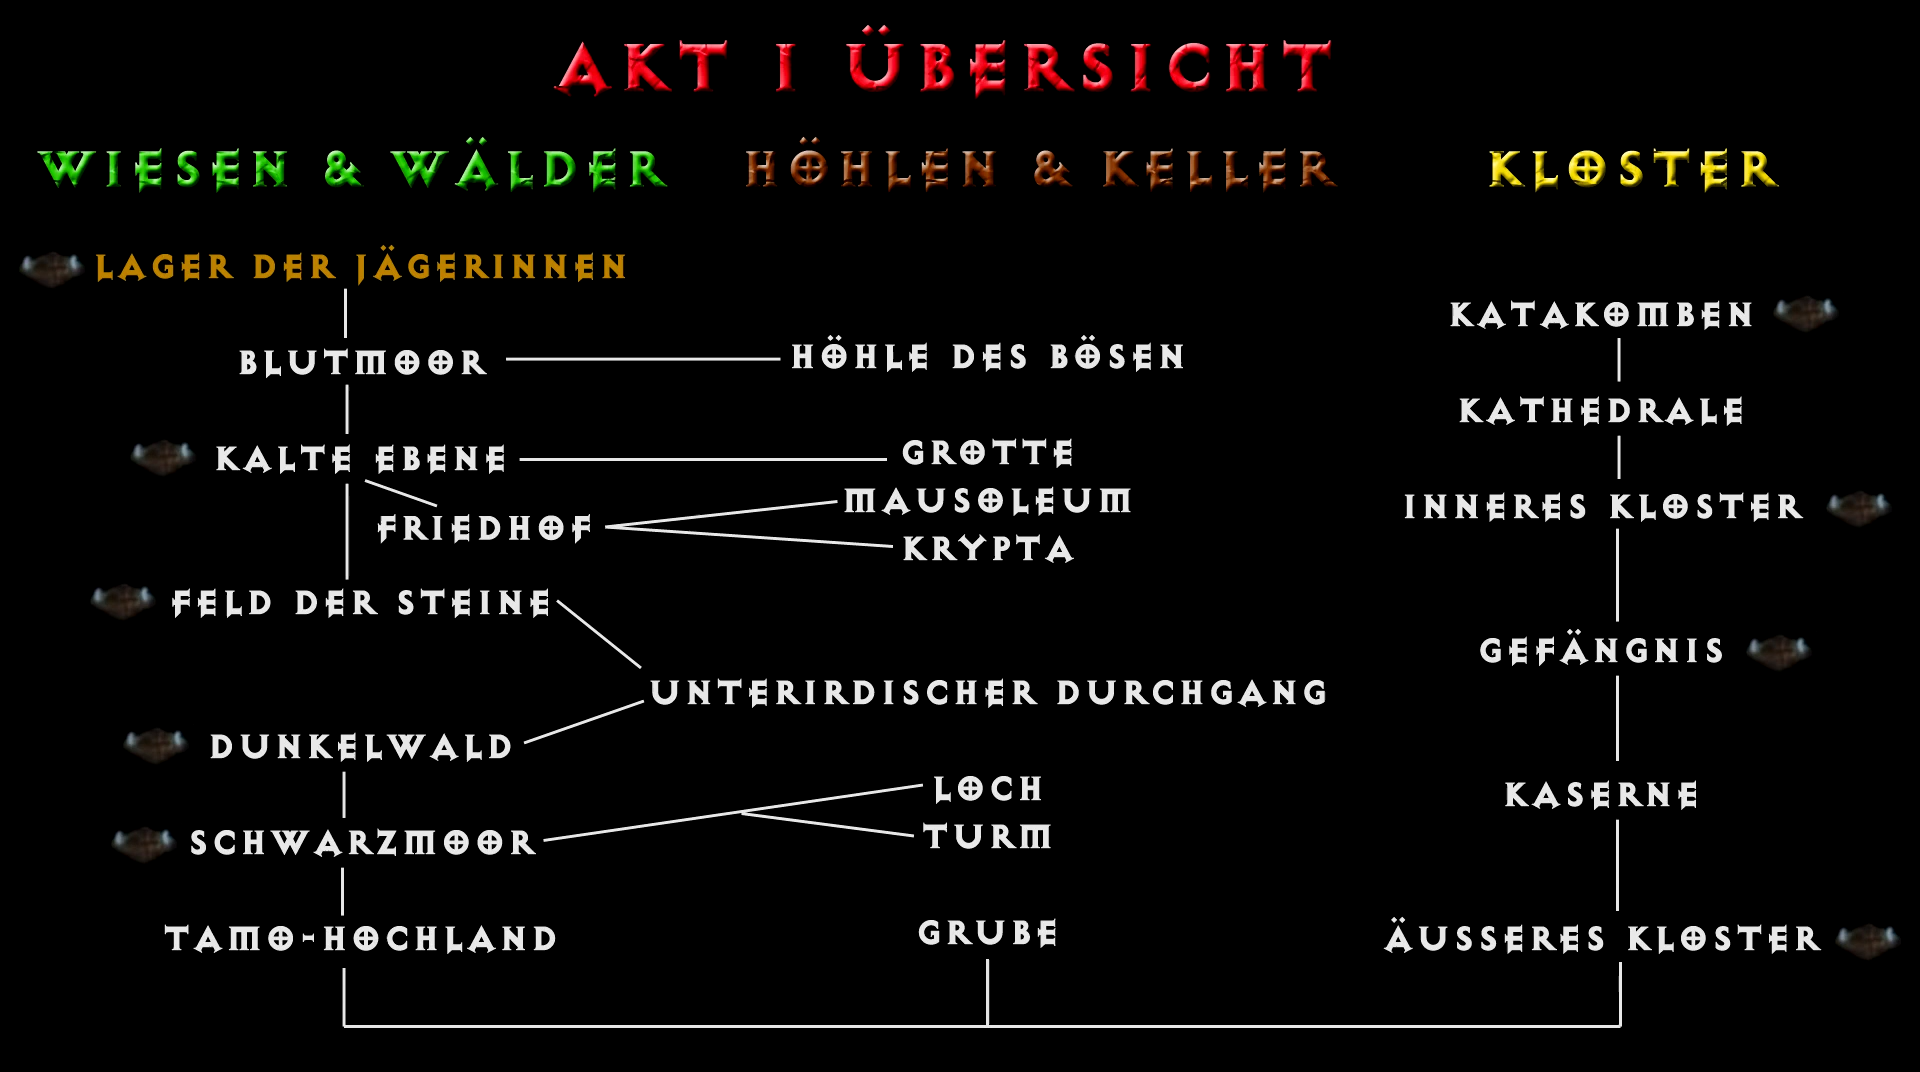 AKT I ÜBERSICHT
WIESEN & WÄLDER
HÖHLEN & KELLER
KLOSTER
LAGER DER JÄGERINNEN
BLUTMOOR
KALTE EBENE
FRIEDHOF
FELD DER STEINE
DUNKELWALD
SCHWARZMOOR
TAMO-HOCHLAND
HÖHLE DES BÖSEN
GROTTE
MAUSOLEUM
KRYPTA
UNTERIRDISCHER DURCHGANG
LOCH
TURM
GRUBE
KATAKOMBEN
KATHEDRALE
INNERES KLOSTER
GEFÄNGNIS
KASERNE
ÄUSSERES KLOSTER